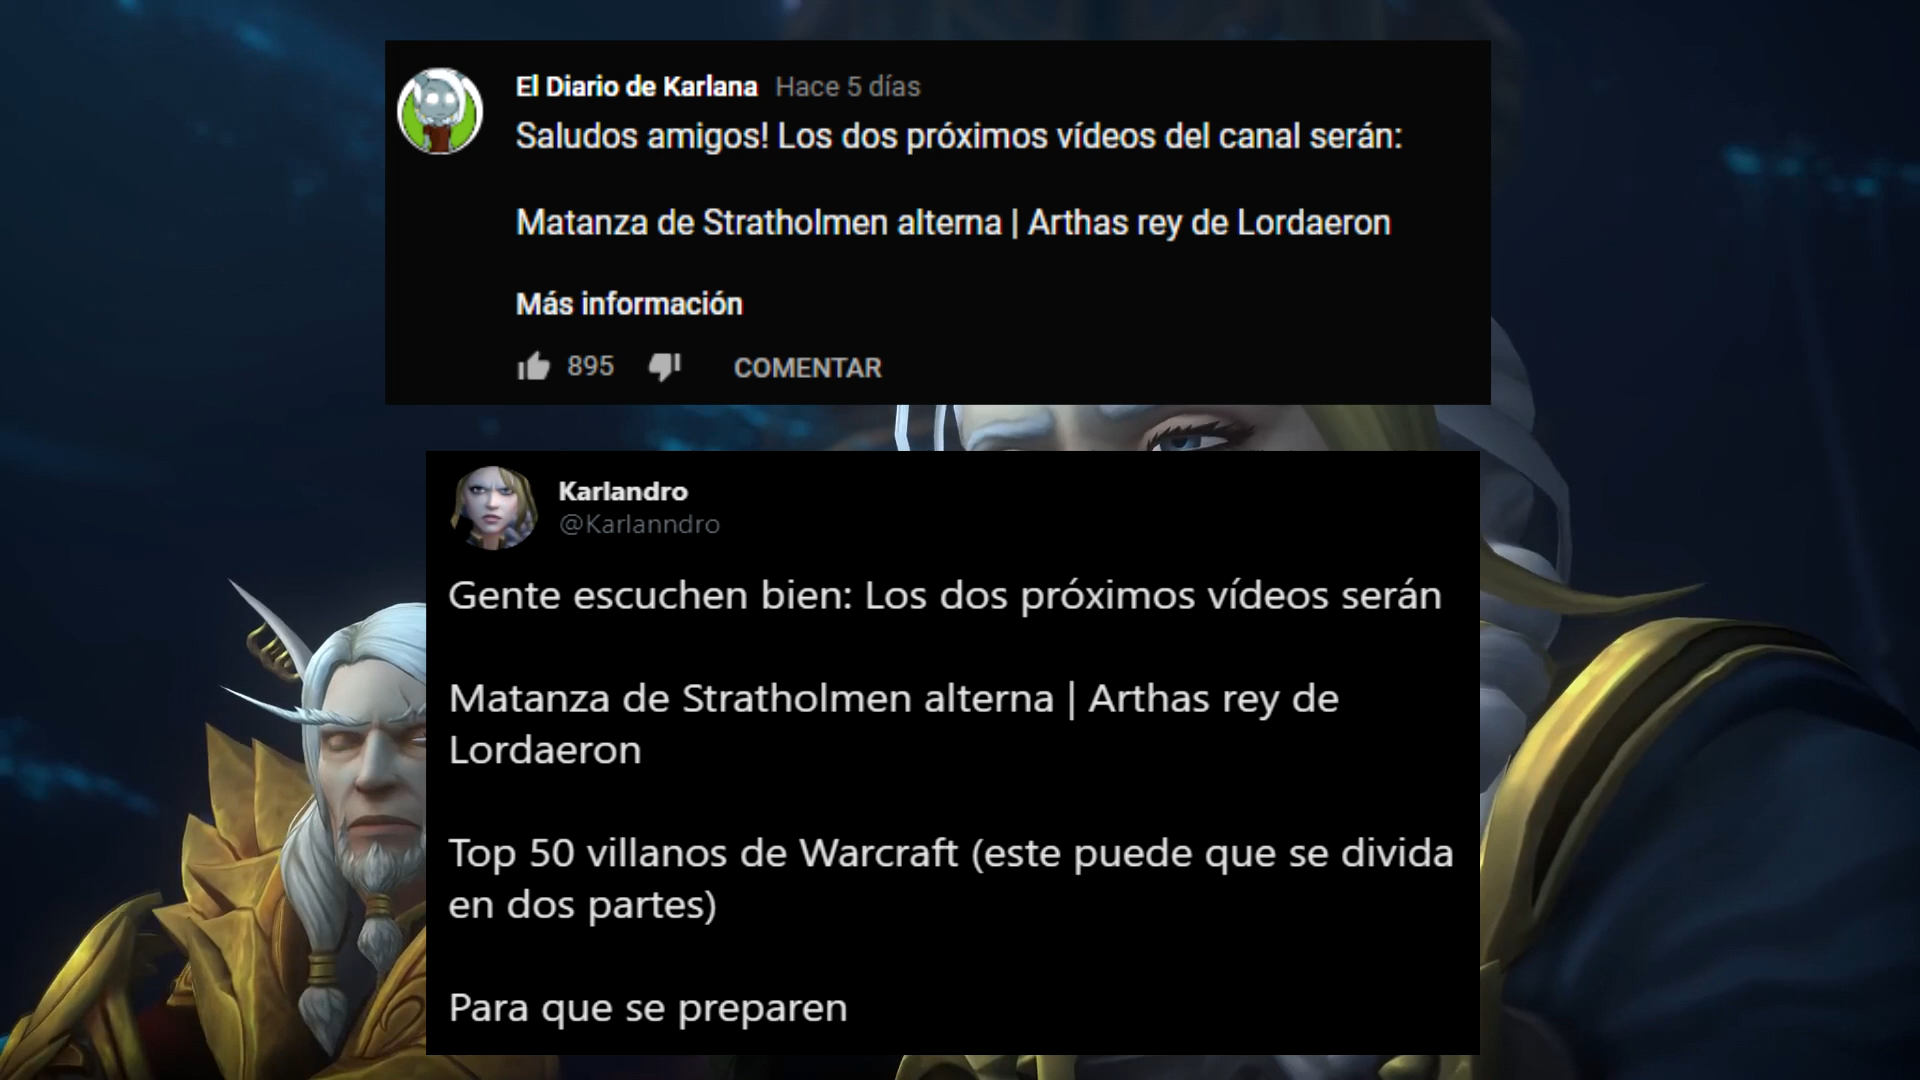 El Diario de Karlana Hace 5 días
Saludos amigos! Los dos próximos vídeos del canal serán:
Matanza de Stratholmen alterna | Arthas rey de Lordaeron
Más información
895 COMENTAR
Karlandro
@Karlanndro
Gente escuchen bien: Los dos próximos vídeos serán
Matanza de Stratholmen alterna | Arthas rey de
Lordaeron
Top 50 villanos de Warcraft (este puede que se divida
en dos partes)
Para que se preparen